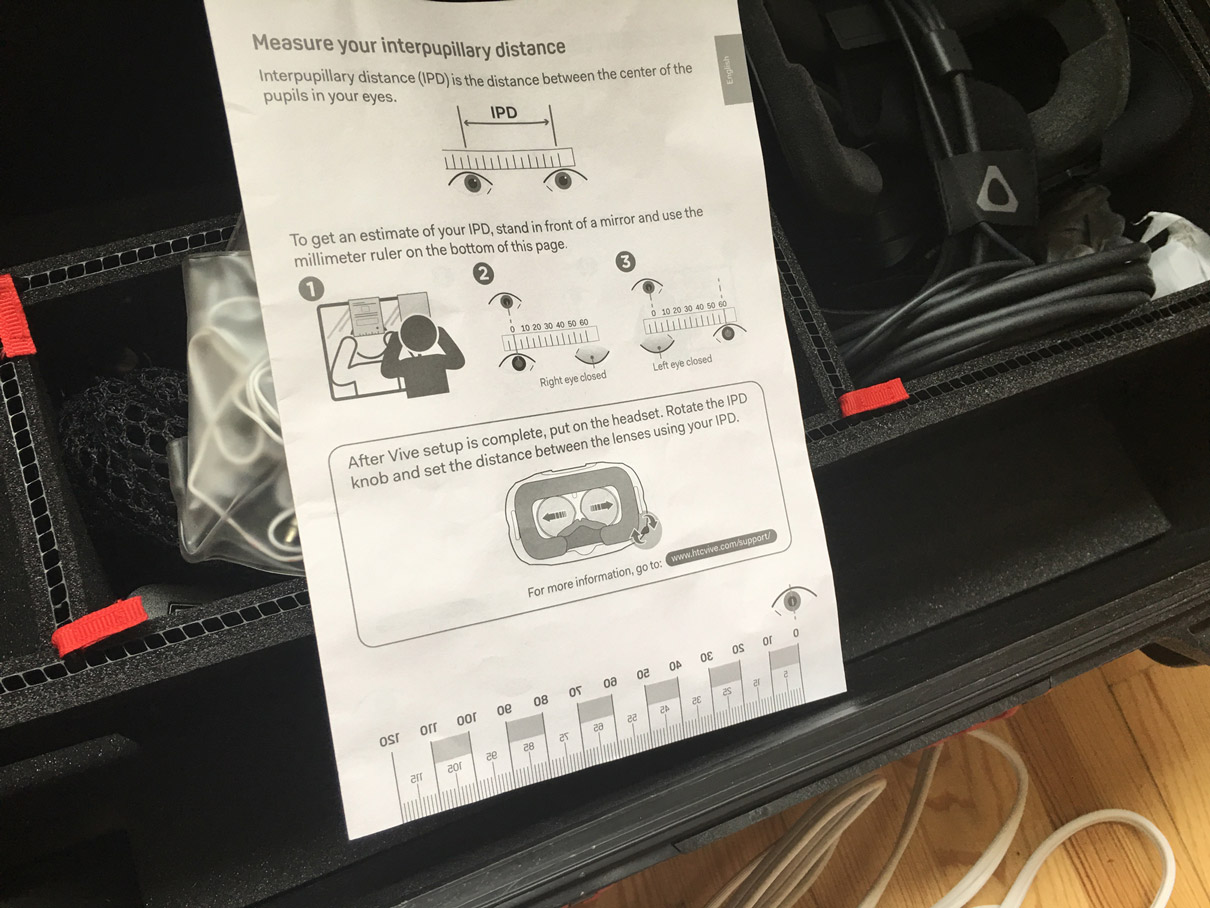 Measure your interpupillary distance
English
Interpupillary distance (IPD) is the distance between the center of the
pupils in your eyes.
IPD
To get an estimate of your IPD, stand in front of a mirror and use the
millimeter ruler on the bottom of this page.
1
2
3
0 10 20 30 40 50 60
0 10 20 30 40 50 60
Right eye closed
Left eye closed
After Vive setup is complete, put on the headset. Rotate the IPD
knob and set the distance between the lenses using your IPD.
For more information, go to: www.htcvive.com/support/
120 110 100 90 80 70 60 50 40 30 20 10 0
115 105 95 85 75 65 55 45 35 25 15 5